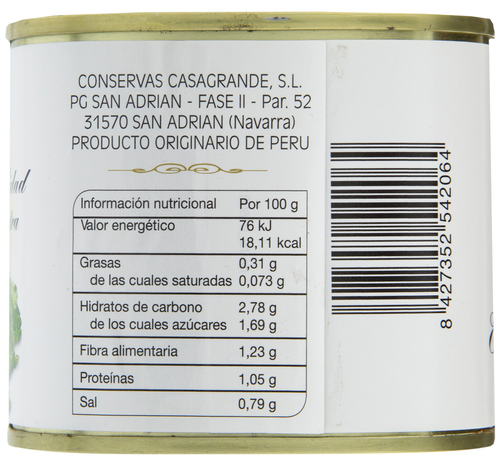 CONSERVAS CASAGRANDE, S.L.
PG SAN ADRIAN - FASE II - Par. 52
31570 SAN ADRIAN (Navarra)
PRODUCTO ORIGINARIO DE PERU
Información nutricional Por 100 g
Valor energético 76 kJ
18,11 kcal
Grasas 0,31 g
de las cuales saturadas 0,073 g
Hidratos de carbono 2,78 g
de los cuales azúcares 1,69 g
Fibra alimentaria 1,23 g
Proteínas 1,05 g
Sal 0,79 g
8 427352 542064